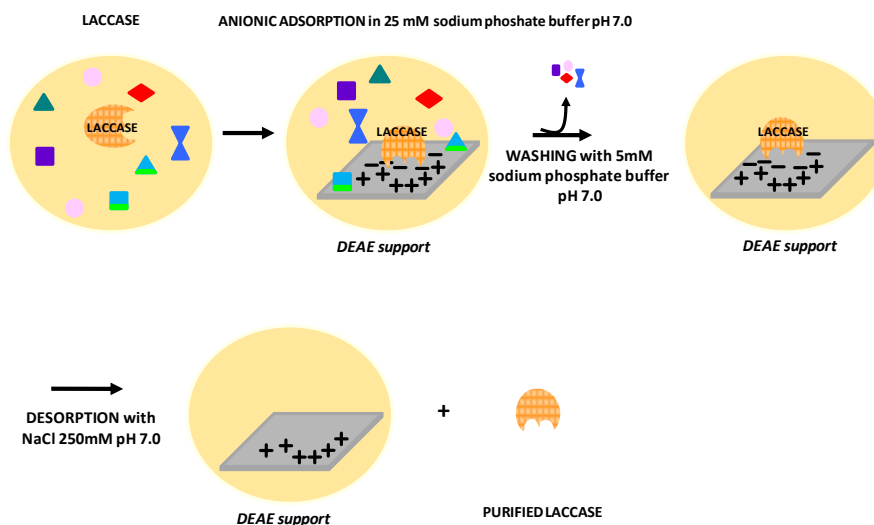 LACCASE
ANIONIC ADSORPTION in 25 mM sodium phoshate buffer pH 7.0
LACCASE
LACCASE
LACCASE
WASHING with 5mM
sodium phosphate buffer
pH 7.0
DEAE support
DEAE support
DESORPTION with
NaCl 250mM pH 7.0
+
DEAE support
PURIFIED LACCASE